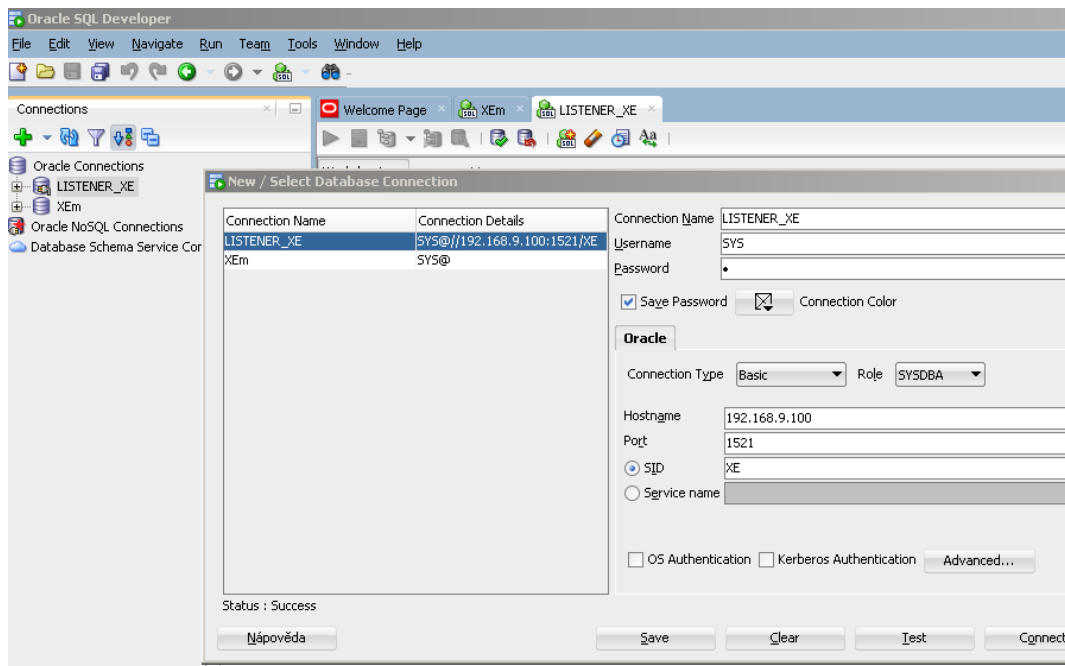 Oracle SQL Developer
File Edit View Navigate Run Team Tools Window Help
Connections
Welcome Page XEm LISTENER_XE
Oracle Connections
LISTENER_XE
XEm
Oracle NoSQL Connections
Database Schema Service Cor
New / Select Database Connection
Connection Name Connection Details
LISTENER_XE SYS@//192.168.9.100:1521/XE
XEm SYS@
Connection Name LISTENER_XE
Username SYS
Password
Save Password Connection Color
Oracle
Connection Type Basic Role SYSDBA
Hostname 192.168.9.100
Port 1521
SID XE
Service name
OS Authentication Kerberos Authentication Advanced...
Status : Success
Nápověda Save Clear Test Connect